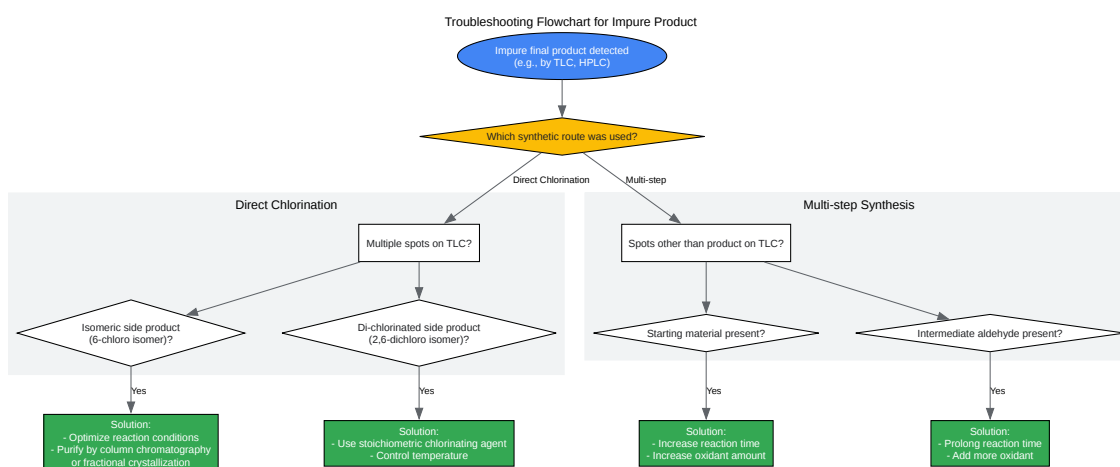 Troubleshooting Flowchart for Impure Product
Impure final product detected
(e.g., by TLC, HPLC)
Which synthetic route was used?
Direct Chlorination
Multi-step
Direct Chlorination
Multiple spots on TLC?
Isomeric side product
(6-chloro isomer)?
Di-chlorinated side product
(2,6-dichloro isomer)?
Yes
Yes
Solution:
- Optimize reaction conditions
- Purify by column chromatography
or fractional crystallization
Solution:
- Use stoichiometric chlorinating agent
- Control temperature
Multi-step Synthesis
Spots other than product on TLC?
Starting material present?
Intermediate aldehyde present?
Yes
Yes
Solution:
- Increase reaction time
- Increase oxidant amount
Solution:
- Prolong reaction time
- Add more oxidant